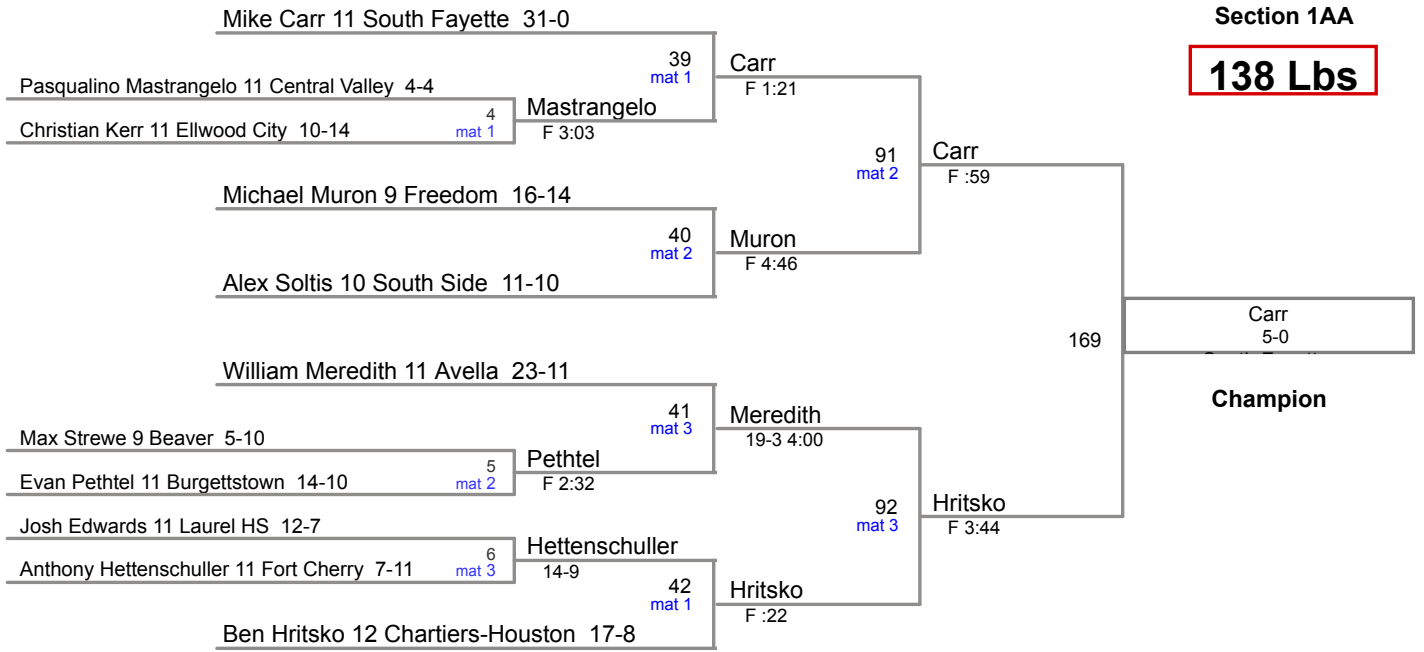 Mike Carr 11 South Fayette 31-0
Section 1AA
138 Lbs
39
mat 1
Carr
F 1:21
Pasqualino Mastrangelo 11 Central Valley 4-4
4
mat 1
Mastrangelo
F 3:03
Christian Kerr 11 Ellwood City 10-14
91
mat 2
Carr
F :59
Michael Muron 9 Freedom 16-14
40
mat 2
Muron
F 4:46
Alex Soltis 10 South Side 11-10
169
Carr
5-0
William Meredith 11 Avella 23-11
Champion
41
mat 3
Meredith
19-3 4:00
Max Strewe 9 Beaver 5-10
5
mat 2
Pethtel
F 2:32
Evan Pethtel 11 Burgettstown 14-10
92
mat 3
Hritsko
F 3:44
Josh Edwards 11 Laurel HS 12-7
6
mat 3
Hettenschuller
14-9
Anthony Hettenschuller 11 Fort Cherry 7-11
42
mat 1
Hritsko
F :22
Ben Hritsko 12 Chartiers-Houston 17-8